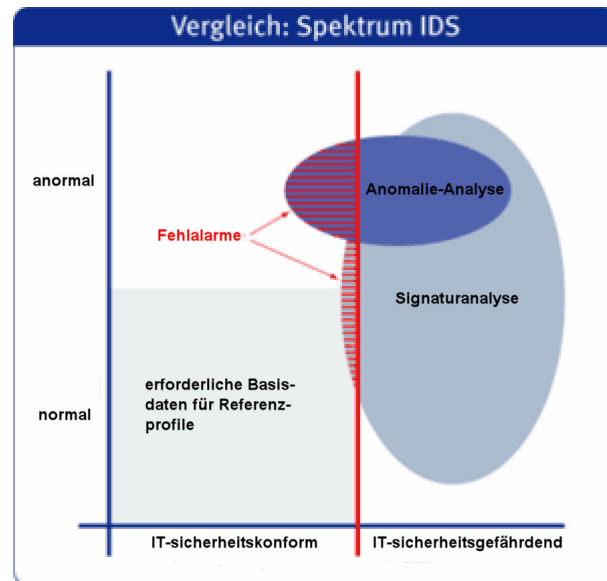 Vergleich: Spektrum IDS
anormal
Anomalie-Analyse
Fehlalarme
Signaturanalyse
erforderliche Basis-
daten für Referenz-
profile
normal
IT-sicherheitskonform
IT-sicherheitsgefährdend